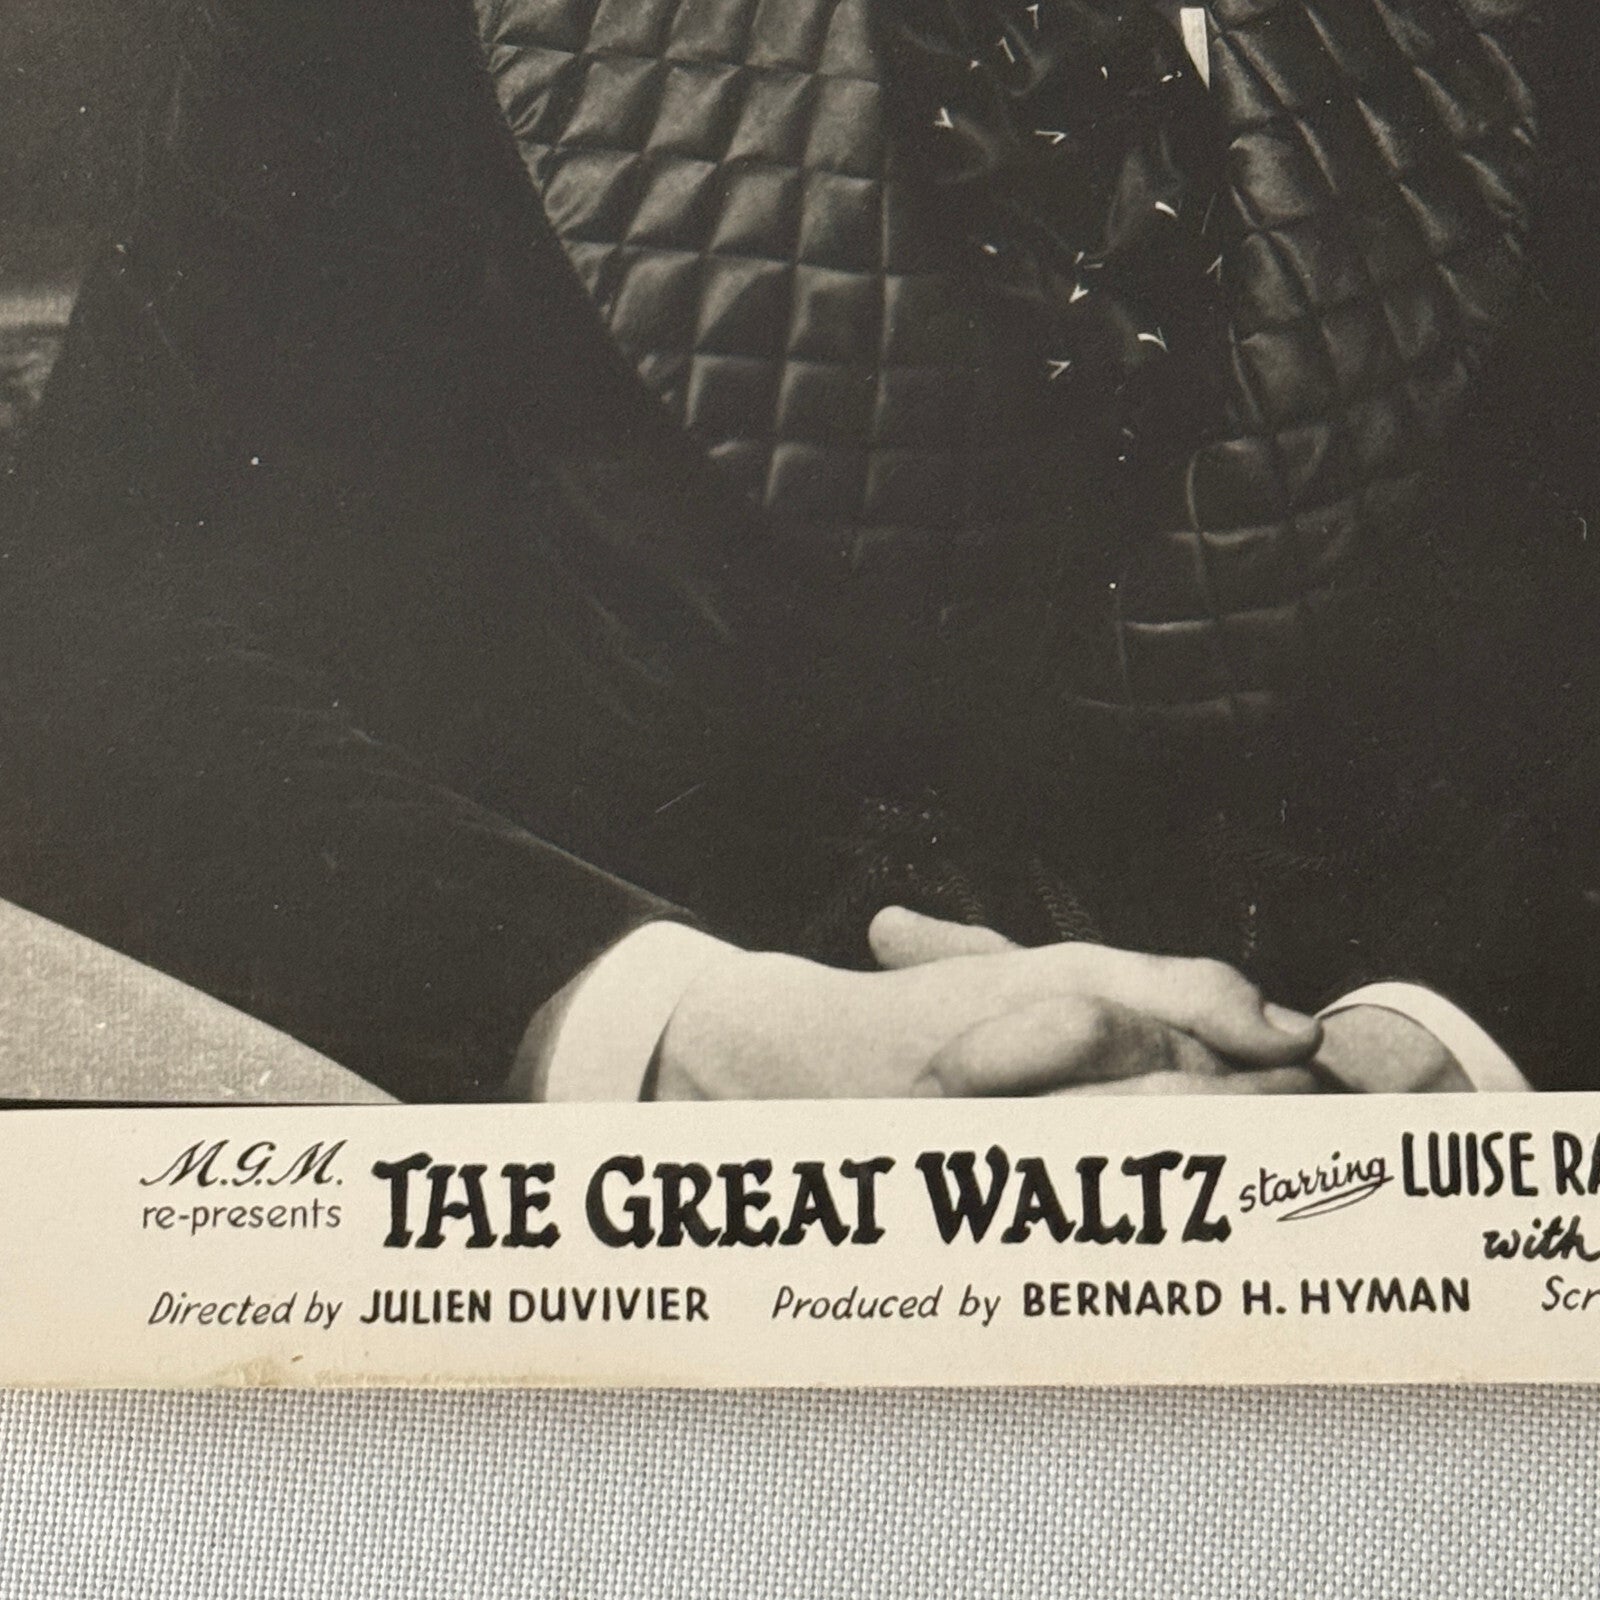 M.G.M. re-presents THE GREAT WALTZ starring LUISE RA
with
Directed by JULIEN DUVIVIER Produced by BERNARD H. HYMAN Scr